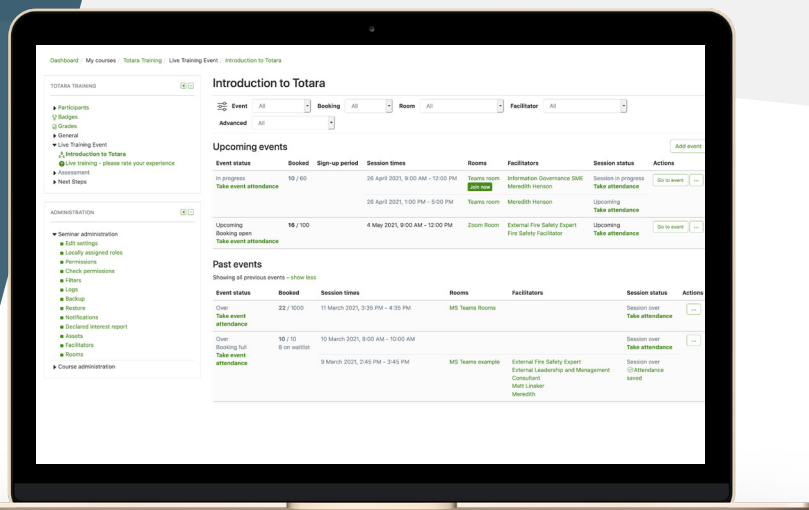 Dashboard / My courses / Totara Training / Live Training Event / Introduction to Totara
TOTARA TRAINING
Participants
Badges
Grades
General
Live Training Event
Introduction to Totara
Live training - please rate your experience
Assessment
Next Steps
ADMINISTRATION
Seminar administration
Edit settings
Locally assigned roles
Permissions
Check permissions
Filters
Logs
Backup
Restore
Notifications
Declared interest report
Assets
Facilitators
Rooms
Course administration
Introduction to Totara
Event All Booking All Room All Facilitator All
Advanced All
Upcoming events
Add event
Event status Booked Sign-up period Session times Rooms Facilitators Session status Actions
In progress 10 / 60 26 April 2021, 9:00 AM - 12:00 PM Teams room Information Governance SME Session in progress Go to event ...
Take event attendance Join now Meredith Henson Take attendance
26 April 2021, 1:00 PM - 5:00 PM Teams room Meredith Henson Upcoming
Take attendance
Upcoming 16 / 100 4 May 2021, 9:00 AM - 12:00 PM Zoom Room External Fire Safety Expert Upcoming Go to event ...
Booking open Fire Safety Facilitator Take attendance
Take event attendance
Past events
Showing all previous events - show less
Event status Booked Session times Rooms Facilitators Session status Actions
Over 22 / 1000 11 March 2021, 3:35 PM - 4:35 PM MS Teams Rooms Session over ...
Take event Take attendance
attendance
Over 10 / 10 10 March 2021, 8:00 AM - 10:00 AM Session over ...
Booking full 8 on waitlist Take attendance
Take event
attendance 9 March 2021, 2:45 PM - 3:45 PM MS Teams example External Fire Safety Expert Session over
External Leadership and Management Attendance
Consultant saved
Matt Linaker
Meredith